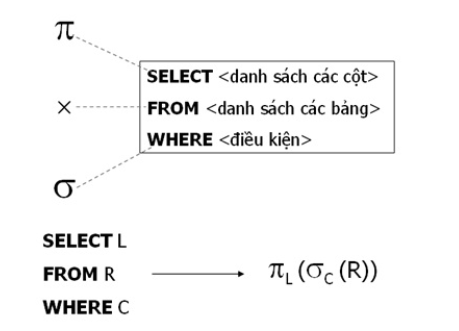 π
SELECT <danh sách các cột>
× FROM <danh sách các bảng>
WHERE <điều kiện>
σ
SELECT L
FROM R → π_L (σ_C (R))
WHERE C